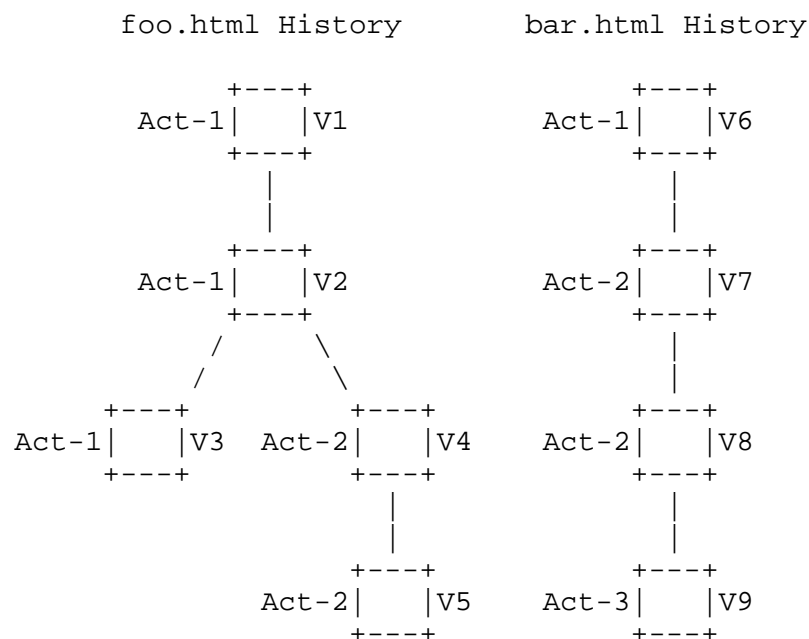 foo.html History bar.html History
+---+ +---+
Act-1| |V1 Act-1| |V6
+---+ +---+
| |
| |
+---+ +---+
Act-1| |V2 Act-2| |V7
+---+ +---+
/ \ |
/ \ |
+---+ +---+ +---+
Act-1| |V3 Act-2| |V4 Act-2| |V8
+---+ +---+ +---+
| |
| |
+---+ +---+
Act-2| |V5 Act-3| |V9
+---+ +---+